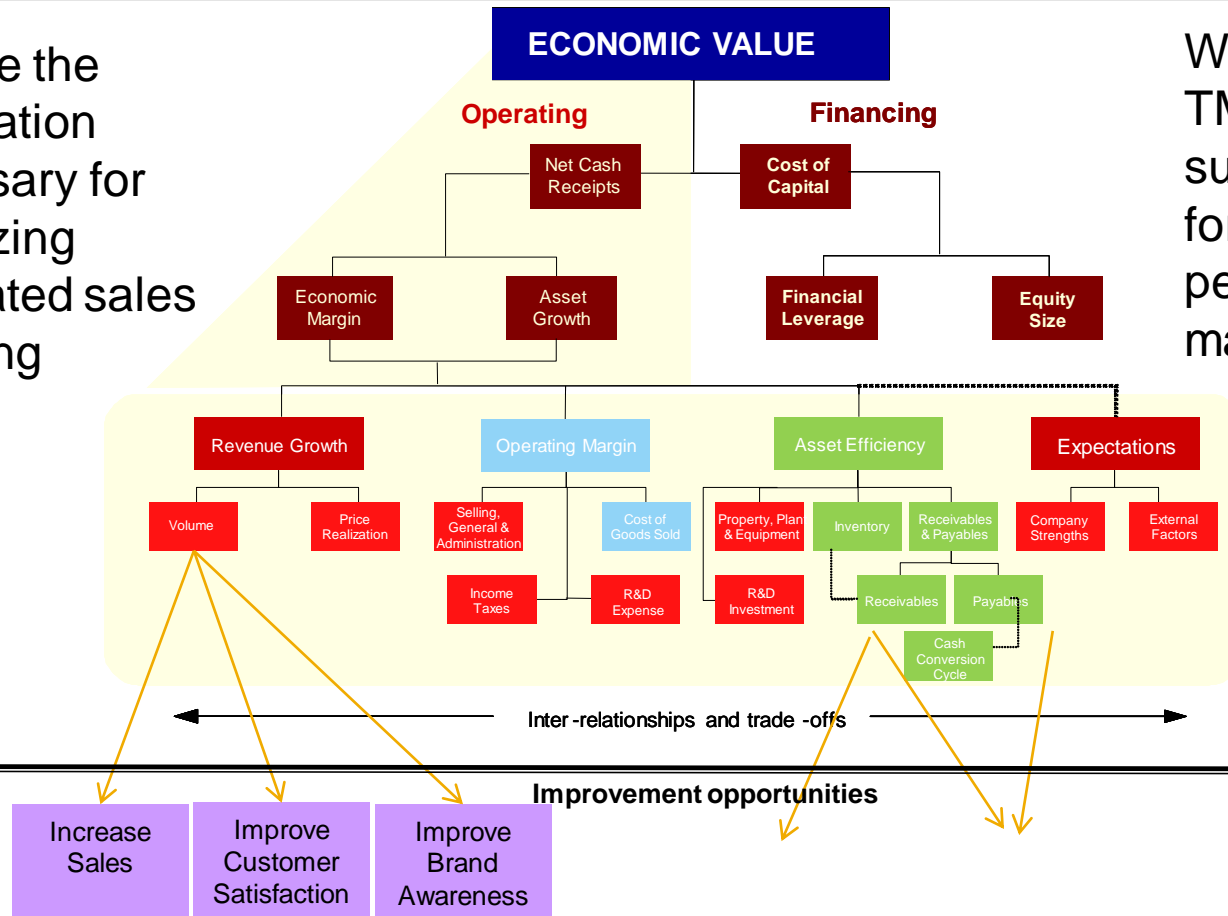 ECONOMIC VALUE
e the
ation
sary for
zing
ated sales
ng
W
TM
su
for
pe
ma
Operating
Financing
Net Cash
Receipts
Cost of
Capital
Economic
Margin
Asset
Growth
Financial
Leverage
Equity
Size
Revenue Growth
Operating Margin
Asset Efficiency
Expectations
Volume
Price
Realization
Selling,
General &
Administration
Cost of
Goods Sold
Income
Taxes
R&D
Expense
Property, Plan
& Equipment
Inventory
Receivables
& Payables
R&D
Investment
Receivables
Payables
Cash
Conversion
Cycle
Company
Strengths
External
Factors
Inter-relationships and trade-offs
Improvement opportunities
Increase
Sales
Improve
Customer
Satisfaction
Improve
Brand
Awareness